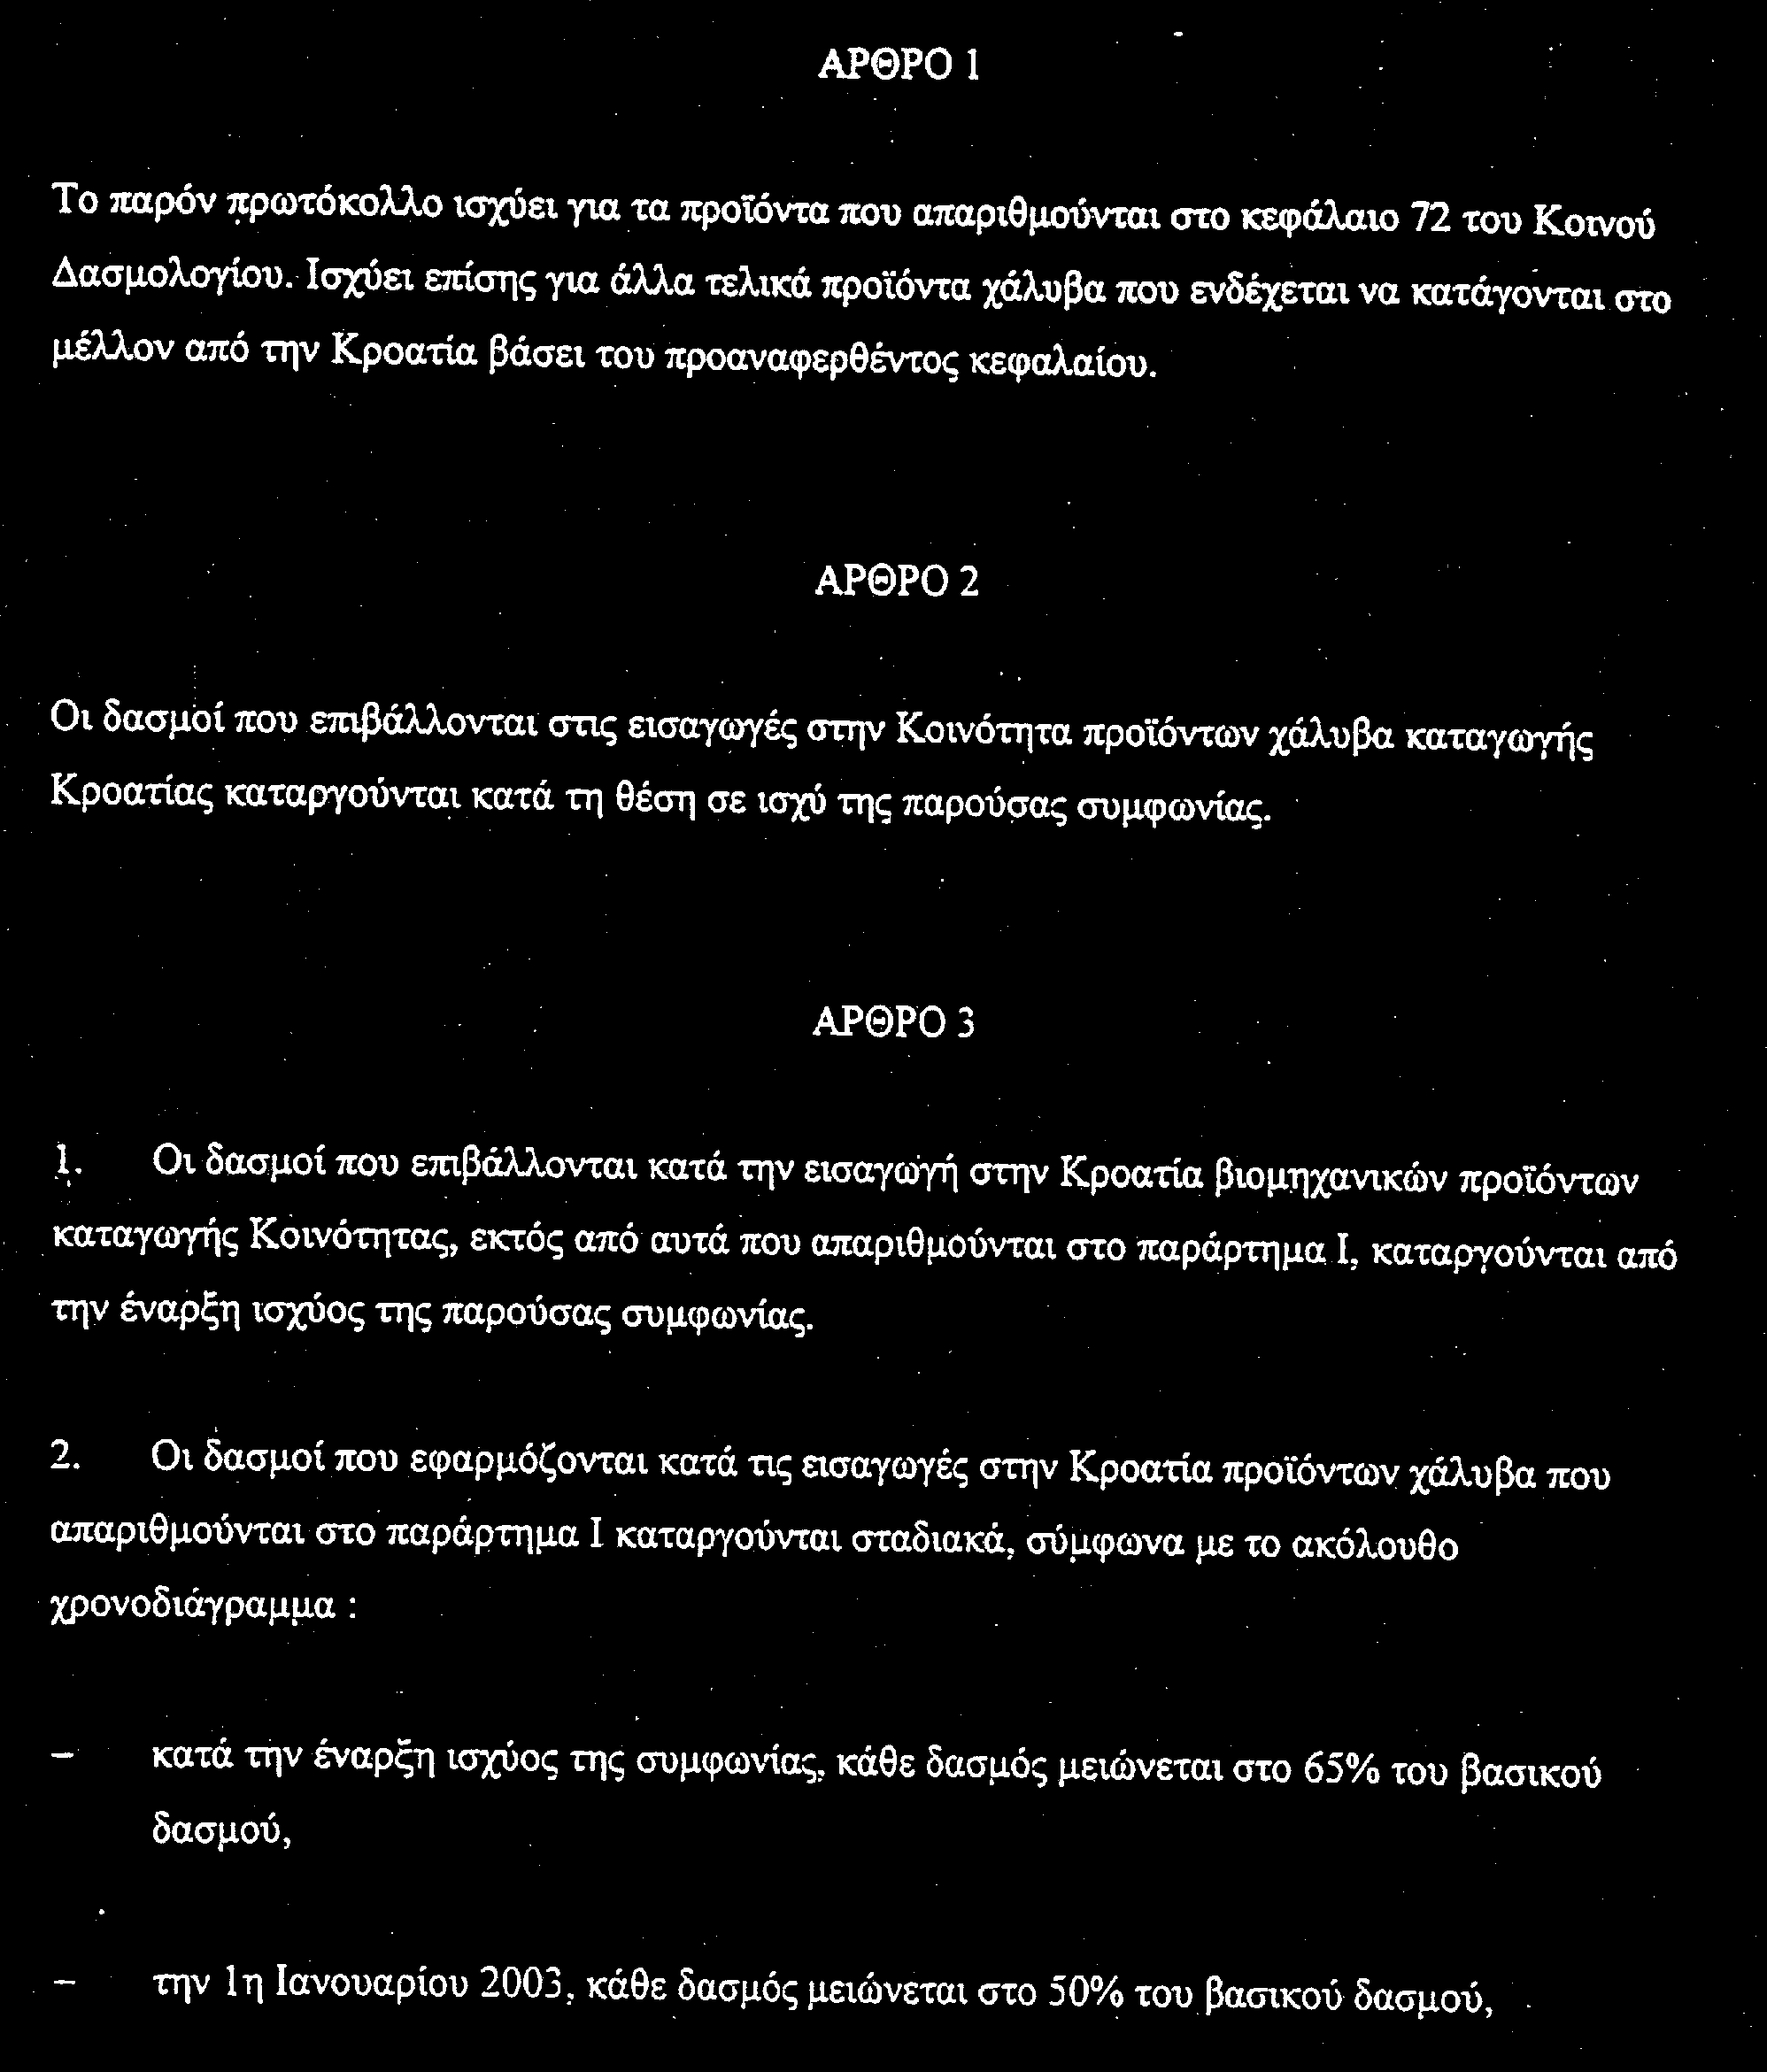 ΑΡΘΡΟ 1
Το παρόν πρωτόκολλο ισχύει για τα προϊόντα που απαριθμούνται στο κεφάλαιο 72 του Κοινού
Δασμολογίου. Ισχύει επίσης για άλλα τελικά προϊόντα χάλυβα που ενδέχεται να κατάγονται στο
μέλλον από την Κροατία βάσει του προαναφερθέντος κεφαλαίου.
ΑΡΘΡΟ 2
Οι δασμοί που επιβάλλονται στις εισαγωγές στην Κοινότητα προϊόντων χάλυβα καταγωγής
Κροατίας καταργούνται κατά τη θέση σε ισχύ της παρούσας συμφωνίας.
ΑΡΘΡΟ 3
1. Οι δασμοί που επιβάλλονται κατά την εισαγωγή στην Κροατία βιομηχανικών προϊόντων
καταγωγής Κοινότητας, εκτός από αυτά που απαριθμούνται στο παράρτημα Ι, καταργούνται από
την έναρξη ισχύος της παρούσας συμφωνίας.
2. Οι δασμοί που εφαρμόζονται κατά τις εισαγωγές στην Κροατία προϊόντων χάλυβα που
απαριθμούνται στο παράρτημα Ι καταργούνται σταδιακά, σύμφωνα με το ακόλουθο
χρονοδιάγραμμα :
– κατά την έναρξη ισχύος της συμφωνίας, κάθε δασμός μειώνεται στο 65% του βασικού
δασμού,
– την 1η Ιανουαρίου 2003, κάθε δασμός μειώνεται στο 50% του βασικού δασμού,